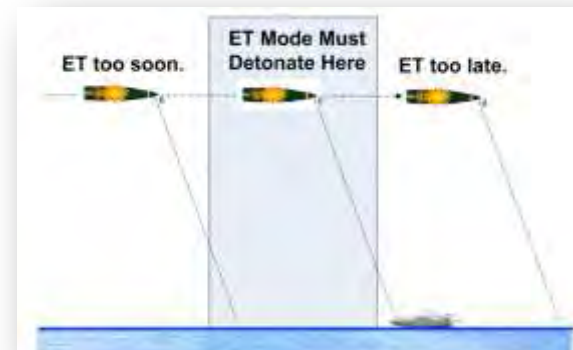 ET too soon.
ET Mode Must
Detonate Here
ET too late.